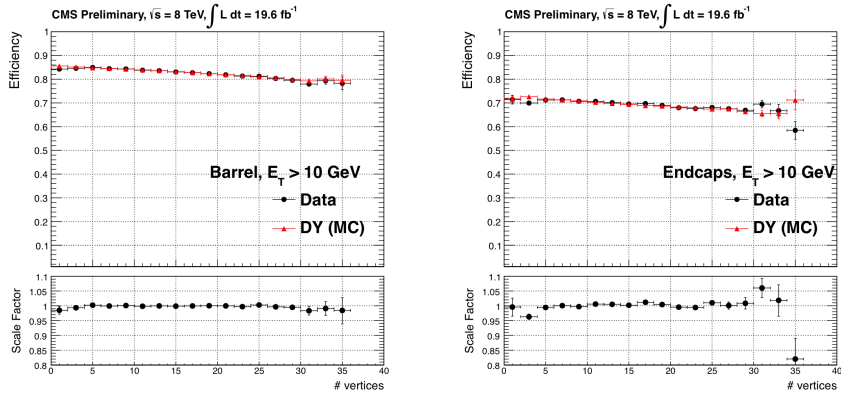 CMS Preliminary, √s = 8 TeV, ∫ L dt = 19.6 fb⁻¹
Efficiency
1
0.9
0.8
0.7
0.6
0.5
0.4
0.3
0.2
0.1
Barrel, E_T > 10 GeV
Data
DY (MC)
Scale Factor
1.1
1.05
1
0.95
0.9
0.85
0.8
0 5 10 15 20 25 30 35 40
# vertices
CMS Preliminary, √s = 8 TeV, ∫ L dt = 19.6 fb⁻¹
Efficiency
1
0.9
0.8
0.7
0.6
0.5
0.4
0.3
0.2
0.1
Endcaps, E_T > 10 GeV
Data
DY (MC)
Scale Factor
1.1
1.05
1
0.95
0.9
0.85
0.8
0 5 10 15 20 25 30 35 40
# vertices